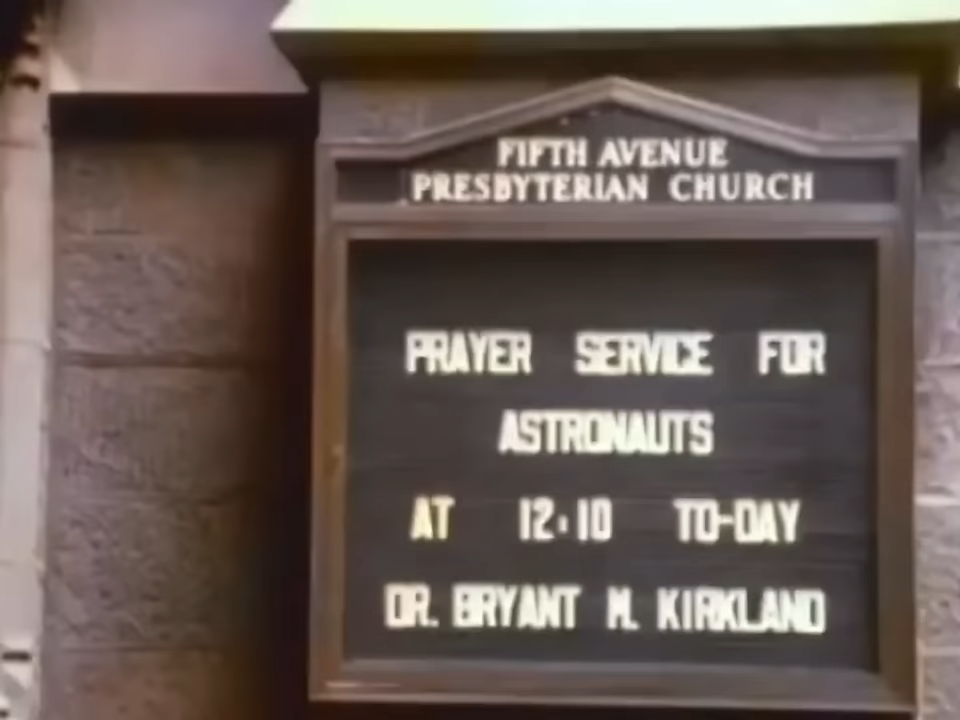 FIFTH AVENUE
PRESBYTERIAN CHURCH
PRAYER SERVICE FOR
ASTRONAUTS
AT 12:10 TO-DAY
DR. BRYANT M. KIRKLAND